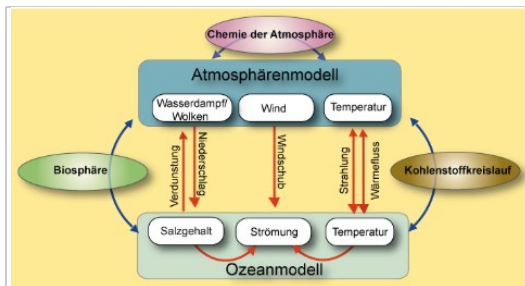 Chemie der Atmosphäre
Atmosphärenmodell
Wasserdampf/
Wolken
Wind
Temperatur
Verdunstung
Niederschlag
Windschub
Strahlung
Wärmefluss
Biosphäre
Kohlenstoffkreislauf
Salzgehalt
Strömung
Temperatur
Ozeanmodell